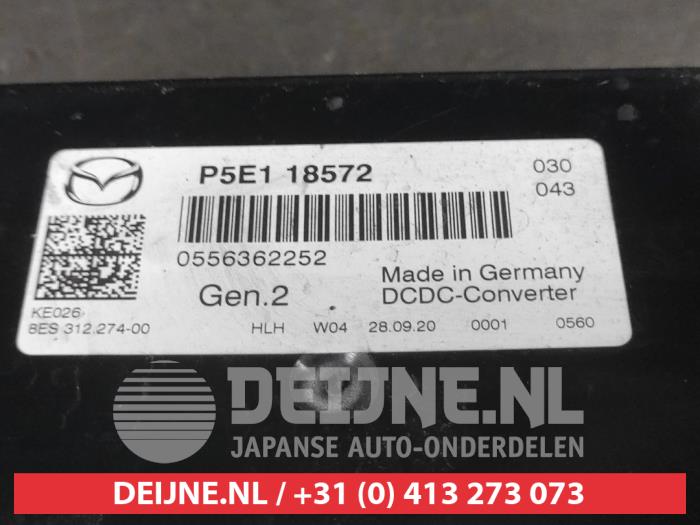 P5E1 18572
030
043
0556362252
Made in Germany
Gen.2
DCDC-Converter
KE026
8ES 312.274-00
HLH W04 28.09.20 0001 0560
DEIJNE.NL
JAPANSE AUTO-ONDERDELEN
DEIJNE.NL / +31 (0) 413 273 073